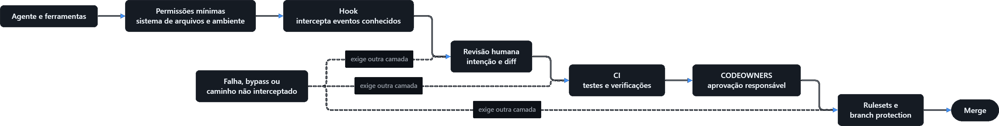 Agente e ferramentas
Permissões mínimas
sistema de arquivos e ambiente
Hook
intercepta eventos conhecidos
Revisão humana
intenção e diff
exige outra camada
Falha, bypass ou
caminho não interceptado
exige outra camada
exige outra camada
CI
testes e verificações
CODEOWNERS
aprovação responsável
Rulesets e
branch protection
Merge